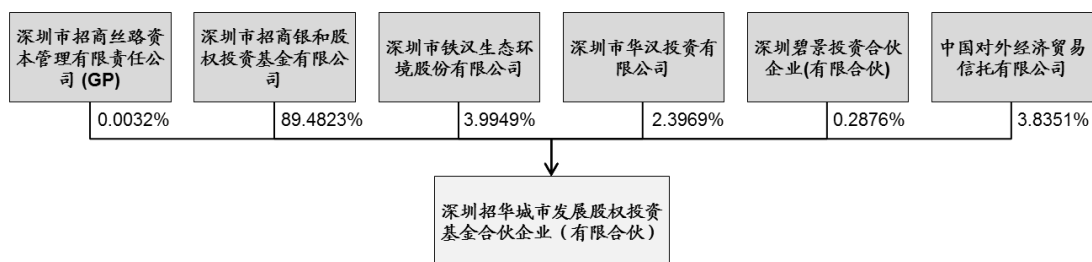 深圳市招商丝路资
本管理有限责任公
司 (GP)
深圳市招商银和股
权投资基金有限公
司
深圳市铁汉生态环
境股份有限公司
深圳市华汉投资有
限公司
深圳碧景投资合伙
企业(有限合伙)
中国对外经济贸易
信托有限公司
0.0032%
89.4823%
3.9949%
2.3969%
0.2876%
3.8351%
深圳招华城市发展股权投资
基金合伙企业（有限合伙）